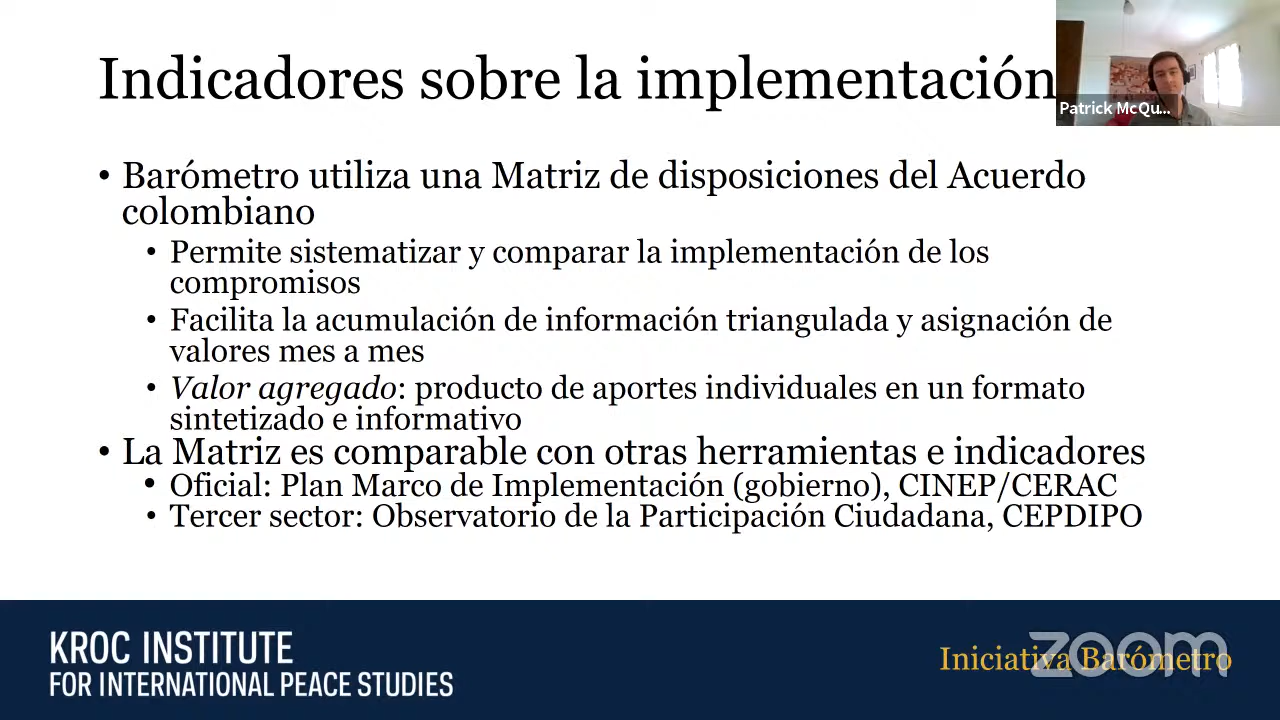 Indicadores sobre la implementación
Patrick McQu...
• Barómetro utiliza una Matriz de disposiciones del Acuerdo
colombiano
• Permite sistematizar y comparar la implementación de los
compromisos
• Facilita la acumulación de información triangulada y asignación de
valores mes a mes
• Valor agregado: producto de aportes individuales en un formato
sintetizado e informativo
• La Matriz es comparable con otras herramientas e indicadores
• Oficial: Plan Marco de Implementación (gobierno), CINEP/CERAC
• Tercer sector: Observatorio de la Participación Ciudadana, CEPDIPO
KROC INSTITUTE
FOR INTERNATIONAL PEACE STUDIES
Iniciativa Barómetro
zoom